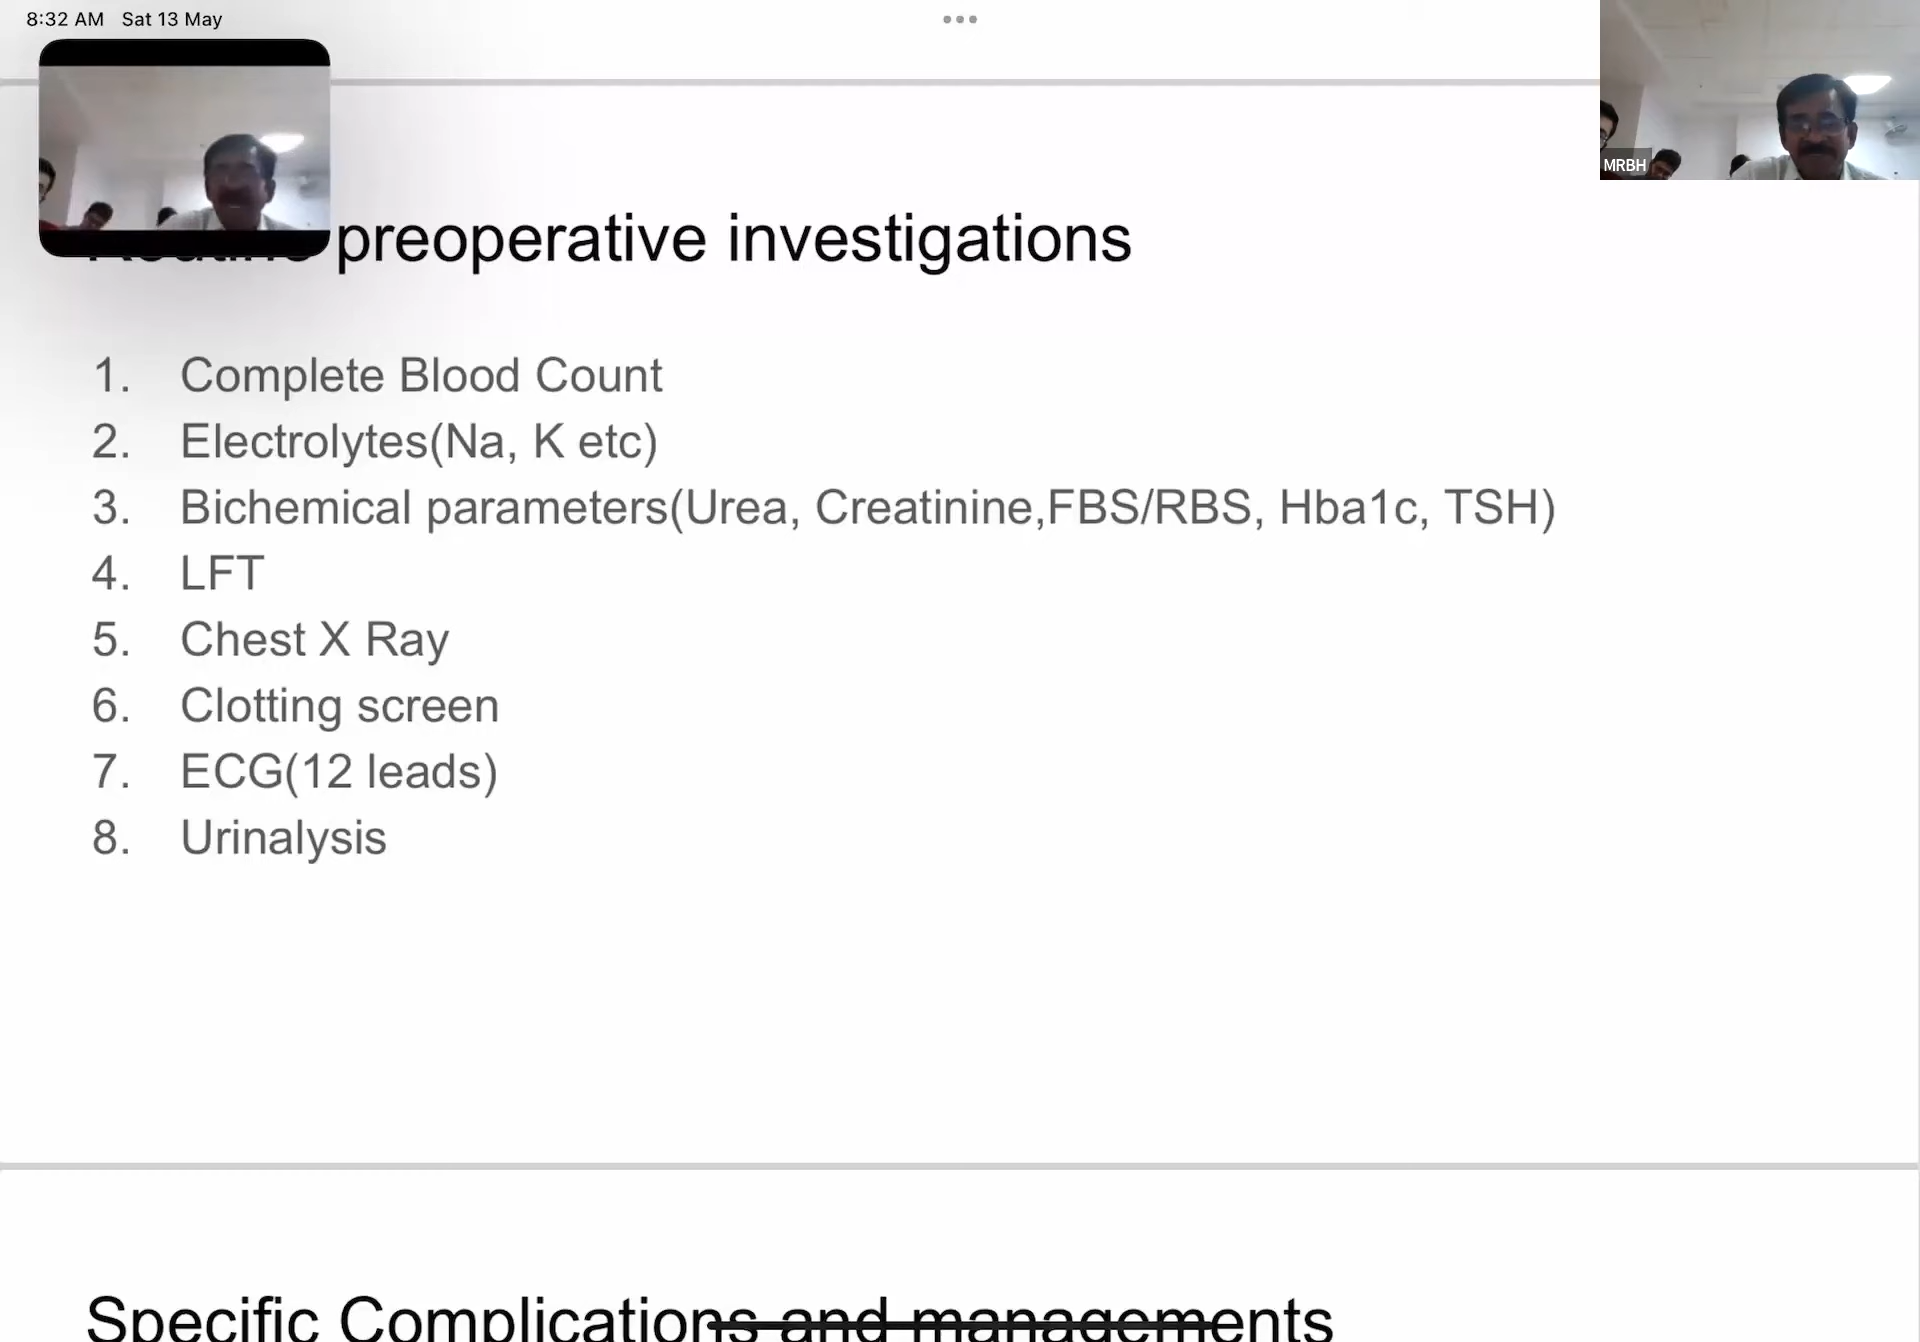 8:32 AM Sat 13 May
MRBH
preoperative investigations
1. Complete Blood Count
2. Electrolytes(Na, K etc)
3. Bichemical parameters(Urea, Creatinine,FBS/RBS, Hba1c, TSH)
4. LFT
5. Chest X Ray
6. Clotting screen
7. ECG(12 leads)
8. Urinalysis
Specific Complications and managements